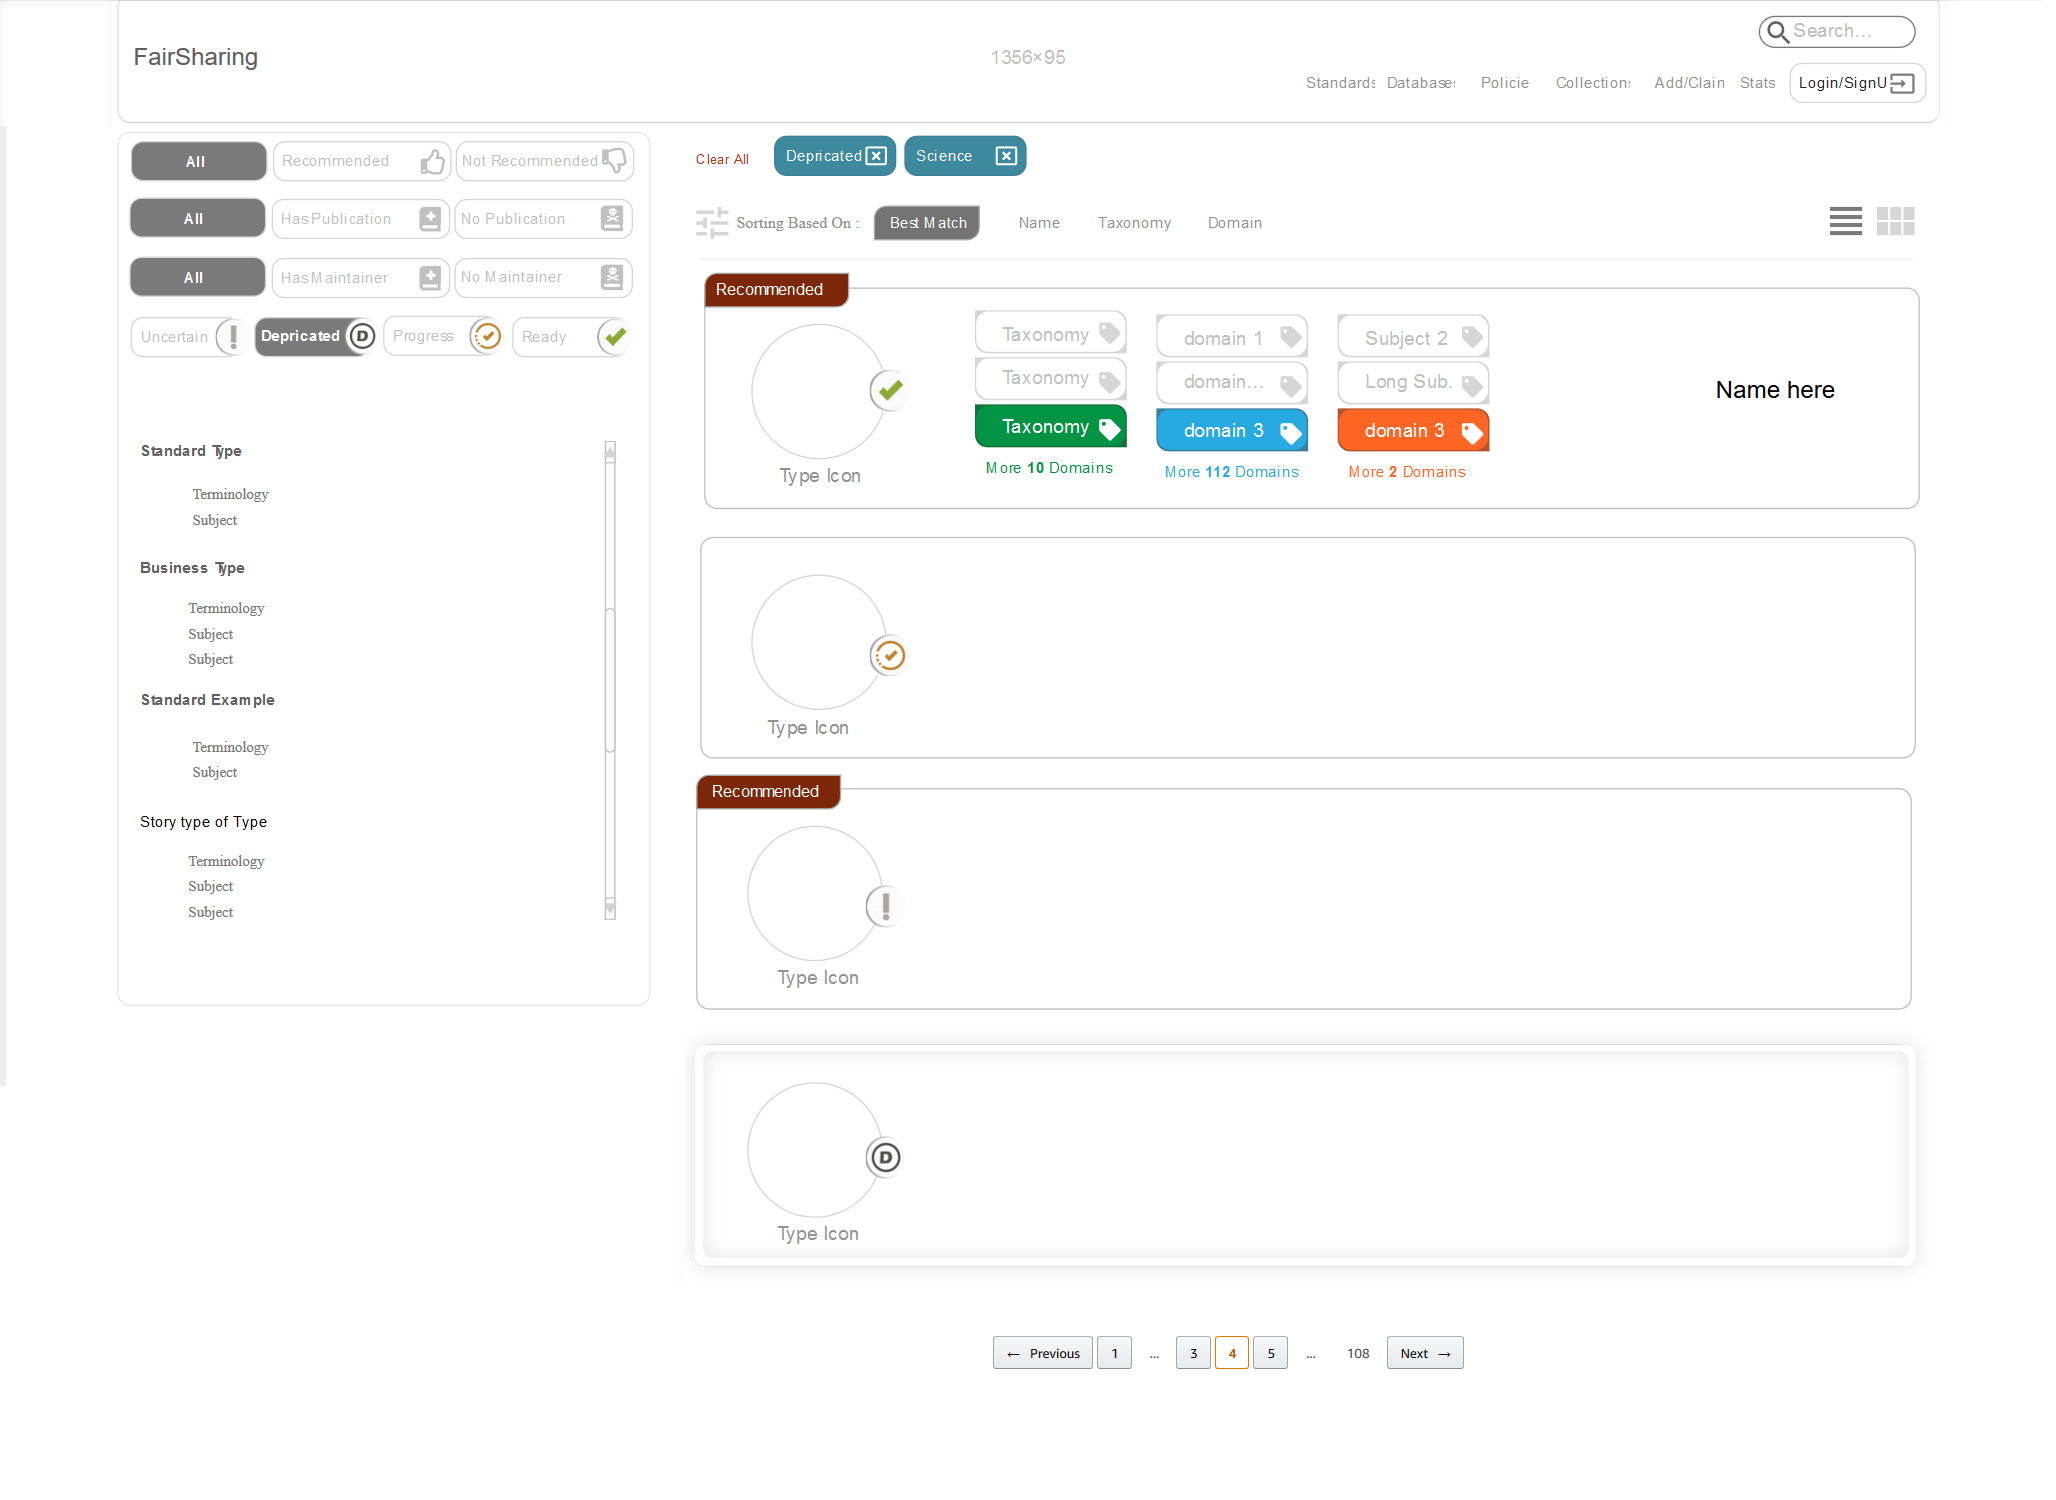 Search...
FairSharing
1356×95
Standards Databases Policie Collections Add/Clain Stats Login/SignU
All Recommended Not Recommended
Clear All Depricated Science
All HasPublication No Publication
Sorting Based On : Best Match Name Taxonomy Domain
All HasMaintainer No Maintainer
Uncertain Depricated D Progress Ready
Standard Type
Terminology
Subject
Business Type
Terminology
Subject
Subject
Standard Example
Terminology
Subject
Story type of Type
Terminology
Subject
Subject
Recommended
Taxonomy domain 1 Subject 2
Taxonomy domain... Long Sub.
Name here
Taxonomy domain 3 domain 3
More 10 Domains More 112 Domains More 2 Domains
Type Icon
Type Icon
Recommended
Type Icon
D
Type Icon
← Previous 1 ... 3 4 5 ... 108 Next →